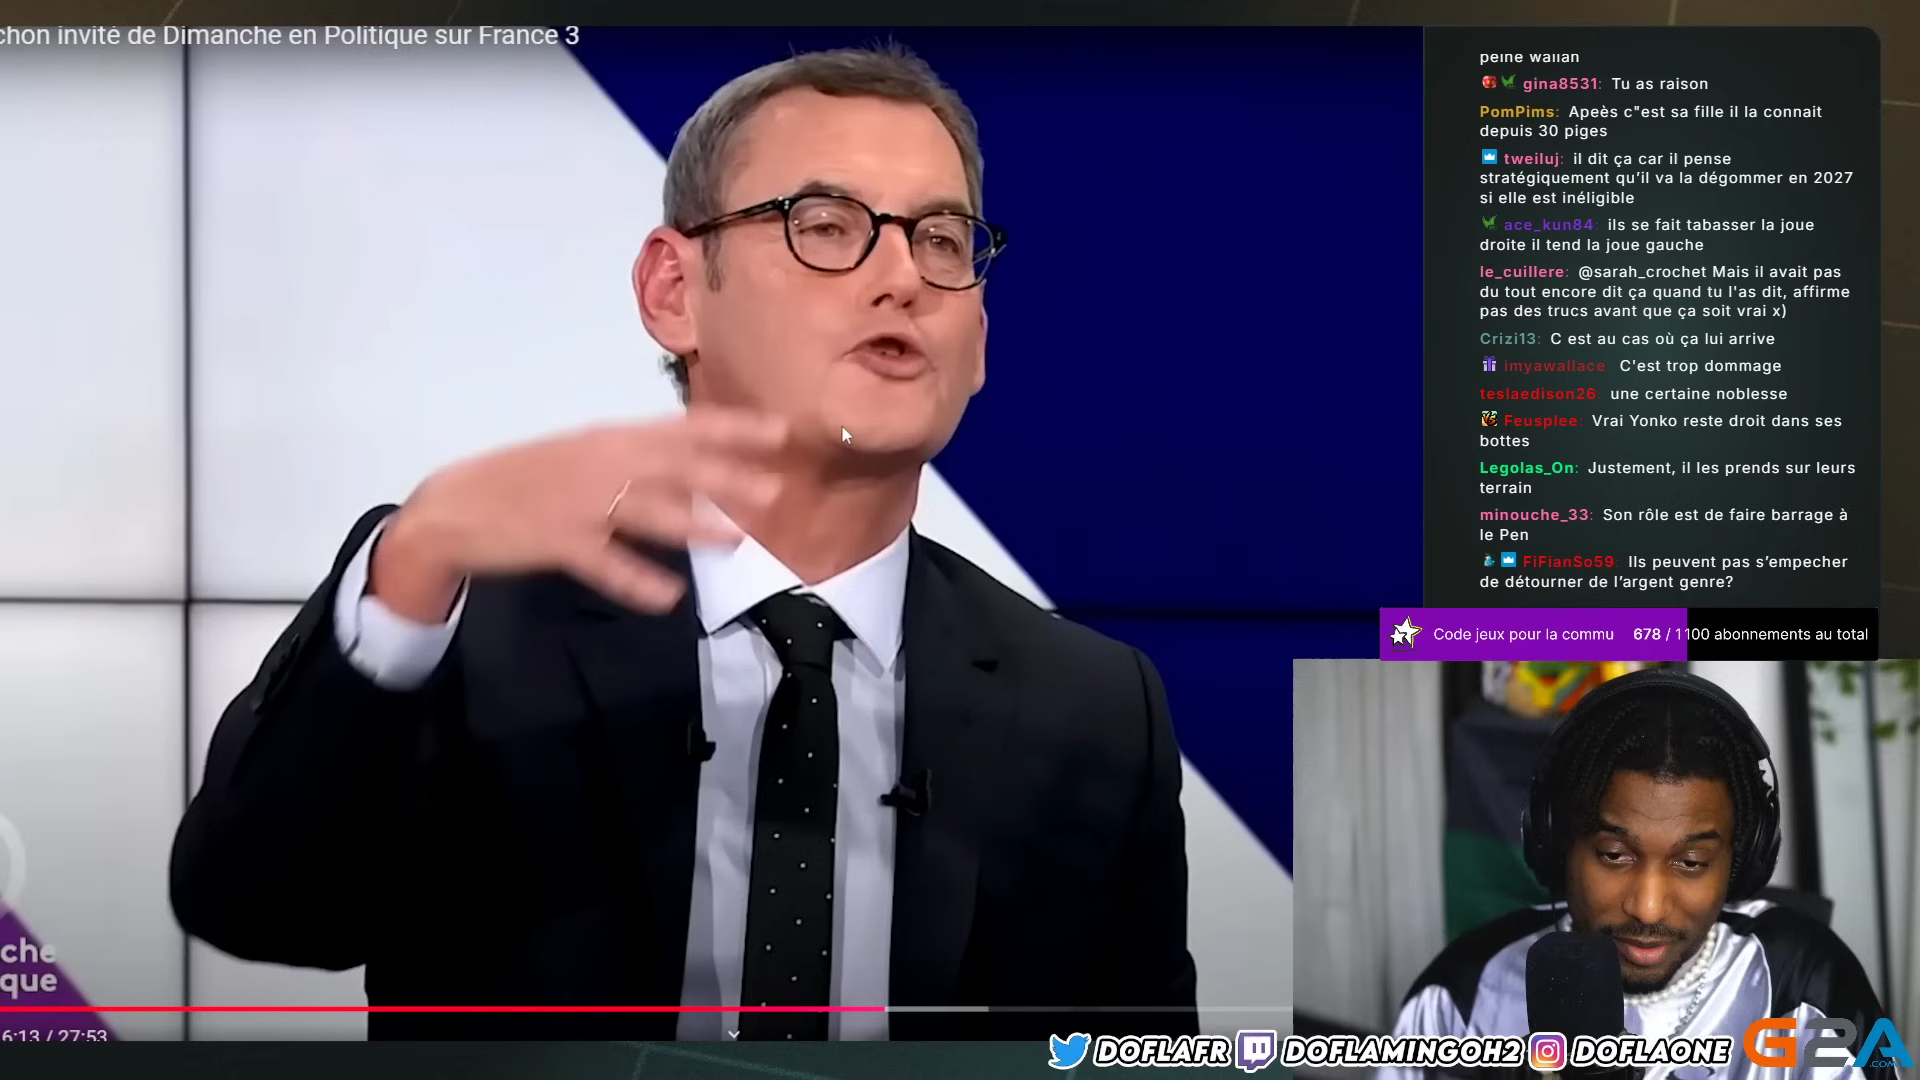 chon invité de Dimanche en Politique sur France 3
peine wallah
gina8531: Tu as raison
PomPims: Apeès c"est sa fille il la connait
depuis 30 piges
tweiluj: il dit ça car il pense
stratégiquement qu'il va la dégommer en 2027
si elle est inéligible
ace_kun84: ils se fait tabasser la joue
droite il tend la joue gauche
le_cuillere: @sarah_crochet Mais il avait pas
du tout encore dit ça quand tu l'as dit, affirme
pas des trucs avant que ça soit vrai x)
Crizi13: C est au cas où ça lui arrive
imyawallace: C'est trop dommage
teslaedison26: une certaine noblesse
Feusplee: Vrai Yonko reste droit dans ses
bottes
Legolas_On: Justement, il les prends sur leurs
terrain
minouche_33: Son rôle est de faire barrage à
le Pen
FiFianSo59: Ils peuvent pas s'empecher
de détourner de l'argent genre?
Code jeux pour la commu 678 / 1100 abonnements au total
che
que
6:13 / 27:53
DOFLAFR DOFLAMINGOH2 DOFLAONE G2A
.COM